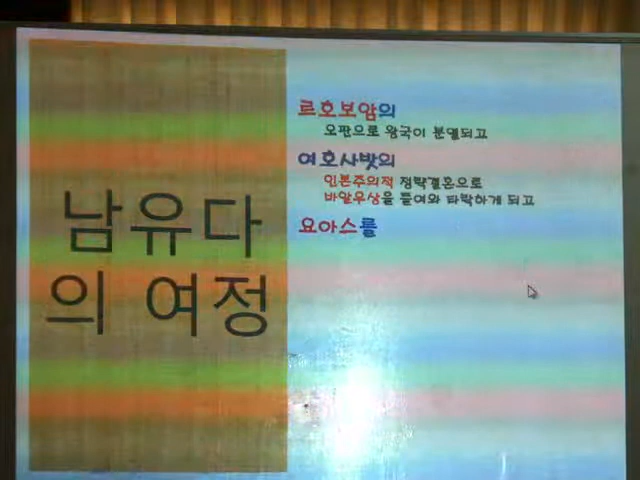 남유다
의 여정
르호보암의
오판으로 왕국이 분열되고
여호사밧의
인본주의적 정략결혼으로
바알우상을 들여와 타락하게 되고
요아스를